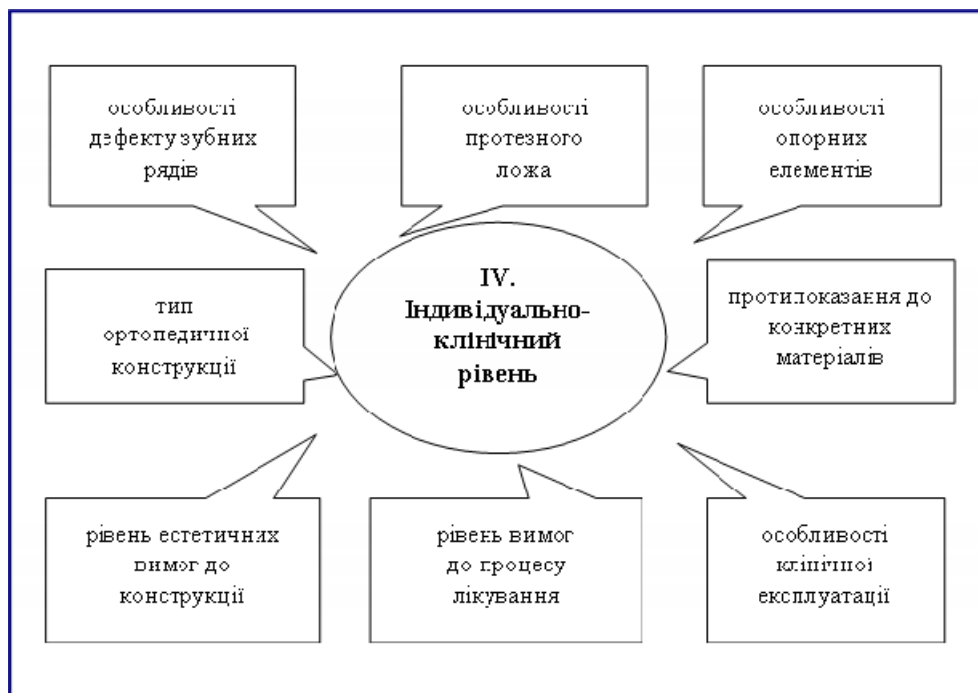 особливості
дефекту зубних
рядів
особливості
протезного
ложа
особливості
опорних
елементів
тип
ортопедичної
конструкції
IV.
Індивідуально-
клінічний
рівень
протипоказання до
конкретних
матеріалів
рівень естетичних
вимог до
конструкції
рівень вимог
до процесу
лікування
особливості
клінічної
експлуатації